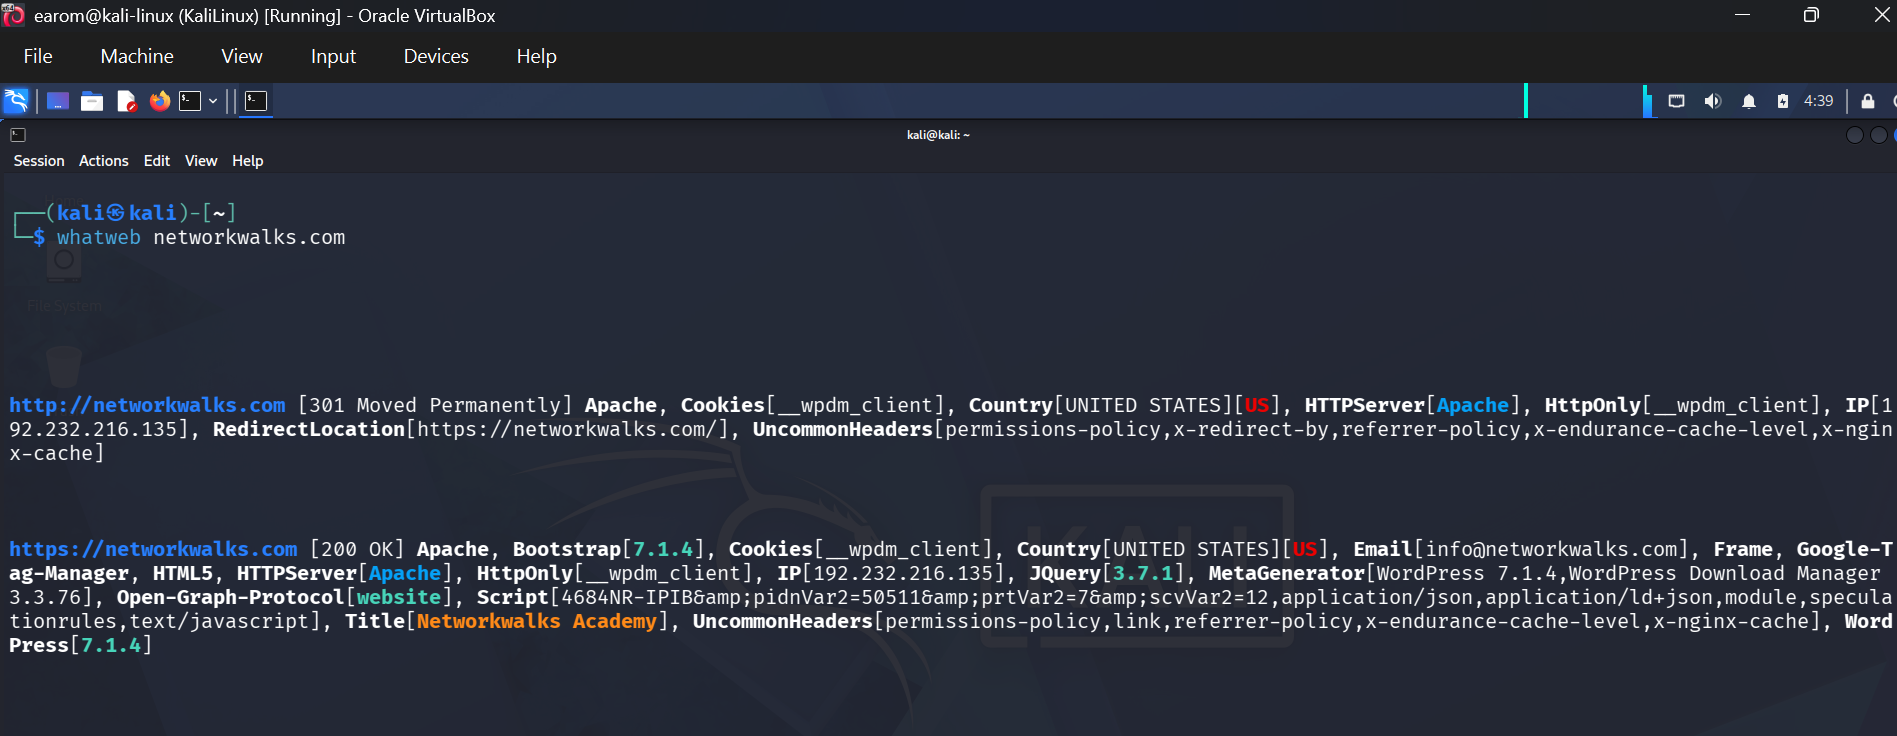 earom@kali-linux (KaliLinux) [Running] - Oracle VirtualBox
File Machine View Input Devices Help
4:39
kali@kali: ~
Session Actions Edit View Help
┌──(kali㉿kali)-[~]
└─$ whatweb networkwalks.com
File System
http://networkwalks.com [301 Moved Permanently] Apache, Cookies[__wpdm_client], Country[UNITED STATES][US], HTTPServer[Apache], HttpOnly[__wpdm_client], IP[1
92.232.216.135], RedirectLocation[https://networkwalks.com/], UncommonHeaders[permissions-policy,x-redirect-by,referrer-policy,x-endurance-cache-level,x-ngin
x-cache]
KALI
https://networkwalks.com [200 OK] Apache, Bootstrap[7.1.4], Cookies[__wpdm_client], Country[UNITED STATES][US], Email[info@networkwalks.com], Frame, Google-T
ag-Manager, HTML5, HTTPServer[Apache], HttpOnly[__wpdm_client], IP[192.232.216.135], JQuery[3.7.1], MetaGenerator[WordPress 7.1.4,WordPress Download Manager
3.3.76], Open-Graph-Protocol[website], Script[4684NR-IPIB&amp;pidnVar2=50511&amp;prtVar2=7&amp;scvVar2=12,application/json,application/ld+json,module,specula
tionrules,text/javascript], Title[Networkwalks Academy], UncommonHeaders[permissions-policy,link,referrer-policy,x-endurance-cache-level,x-nginx-cache], Word
Press[7.1.4]